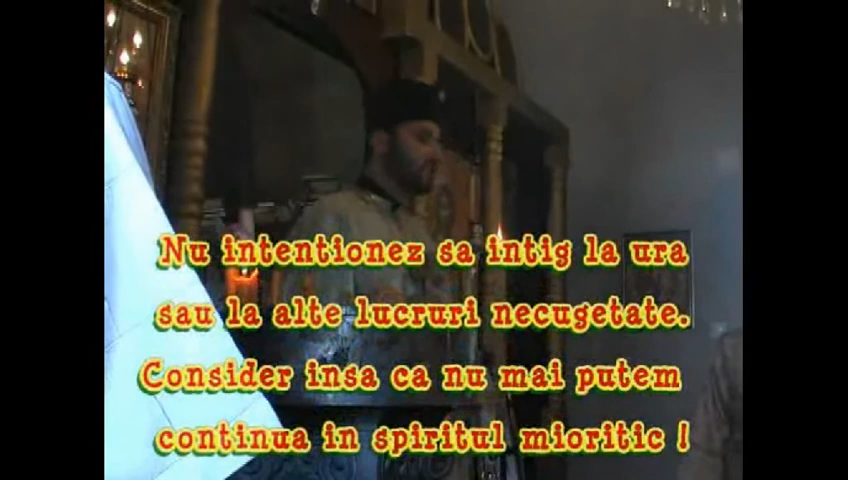 Nu intentionez sa intig la ura
sau la alte lucruri necugetate.
Consider insa ca nu mai putem
continua in spiritul mioritic !